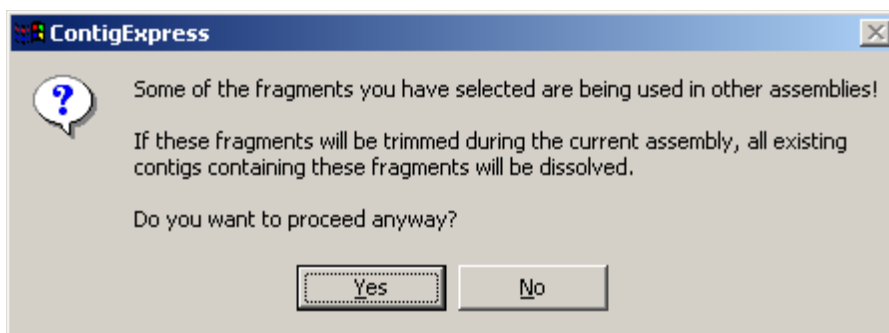 ContigExpress
Some of the fragments you have selected are being used in other assemblies!
If these fragments will be trimmed during the current assembly, all existing
contigs containing these fragments will be dissolved.
Do you want to proceed anyway?
Yes
No